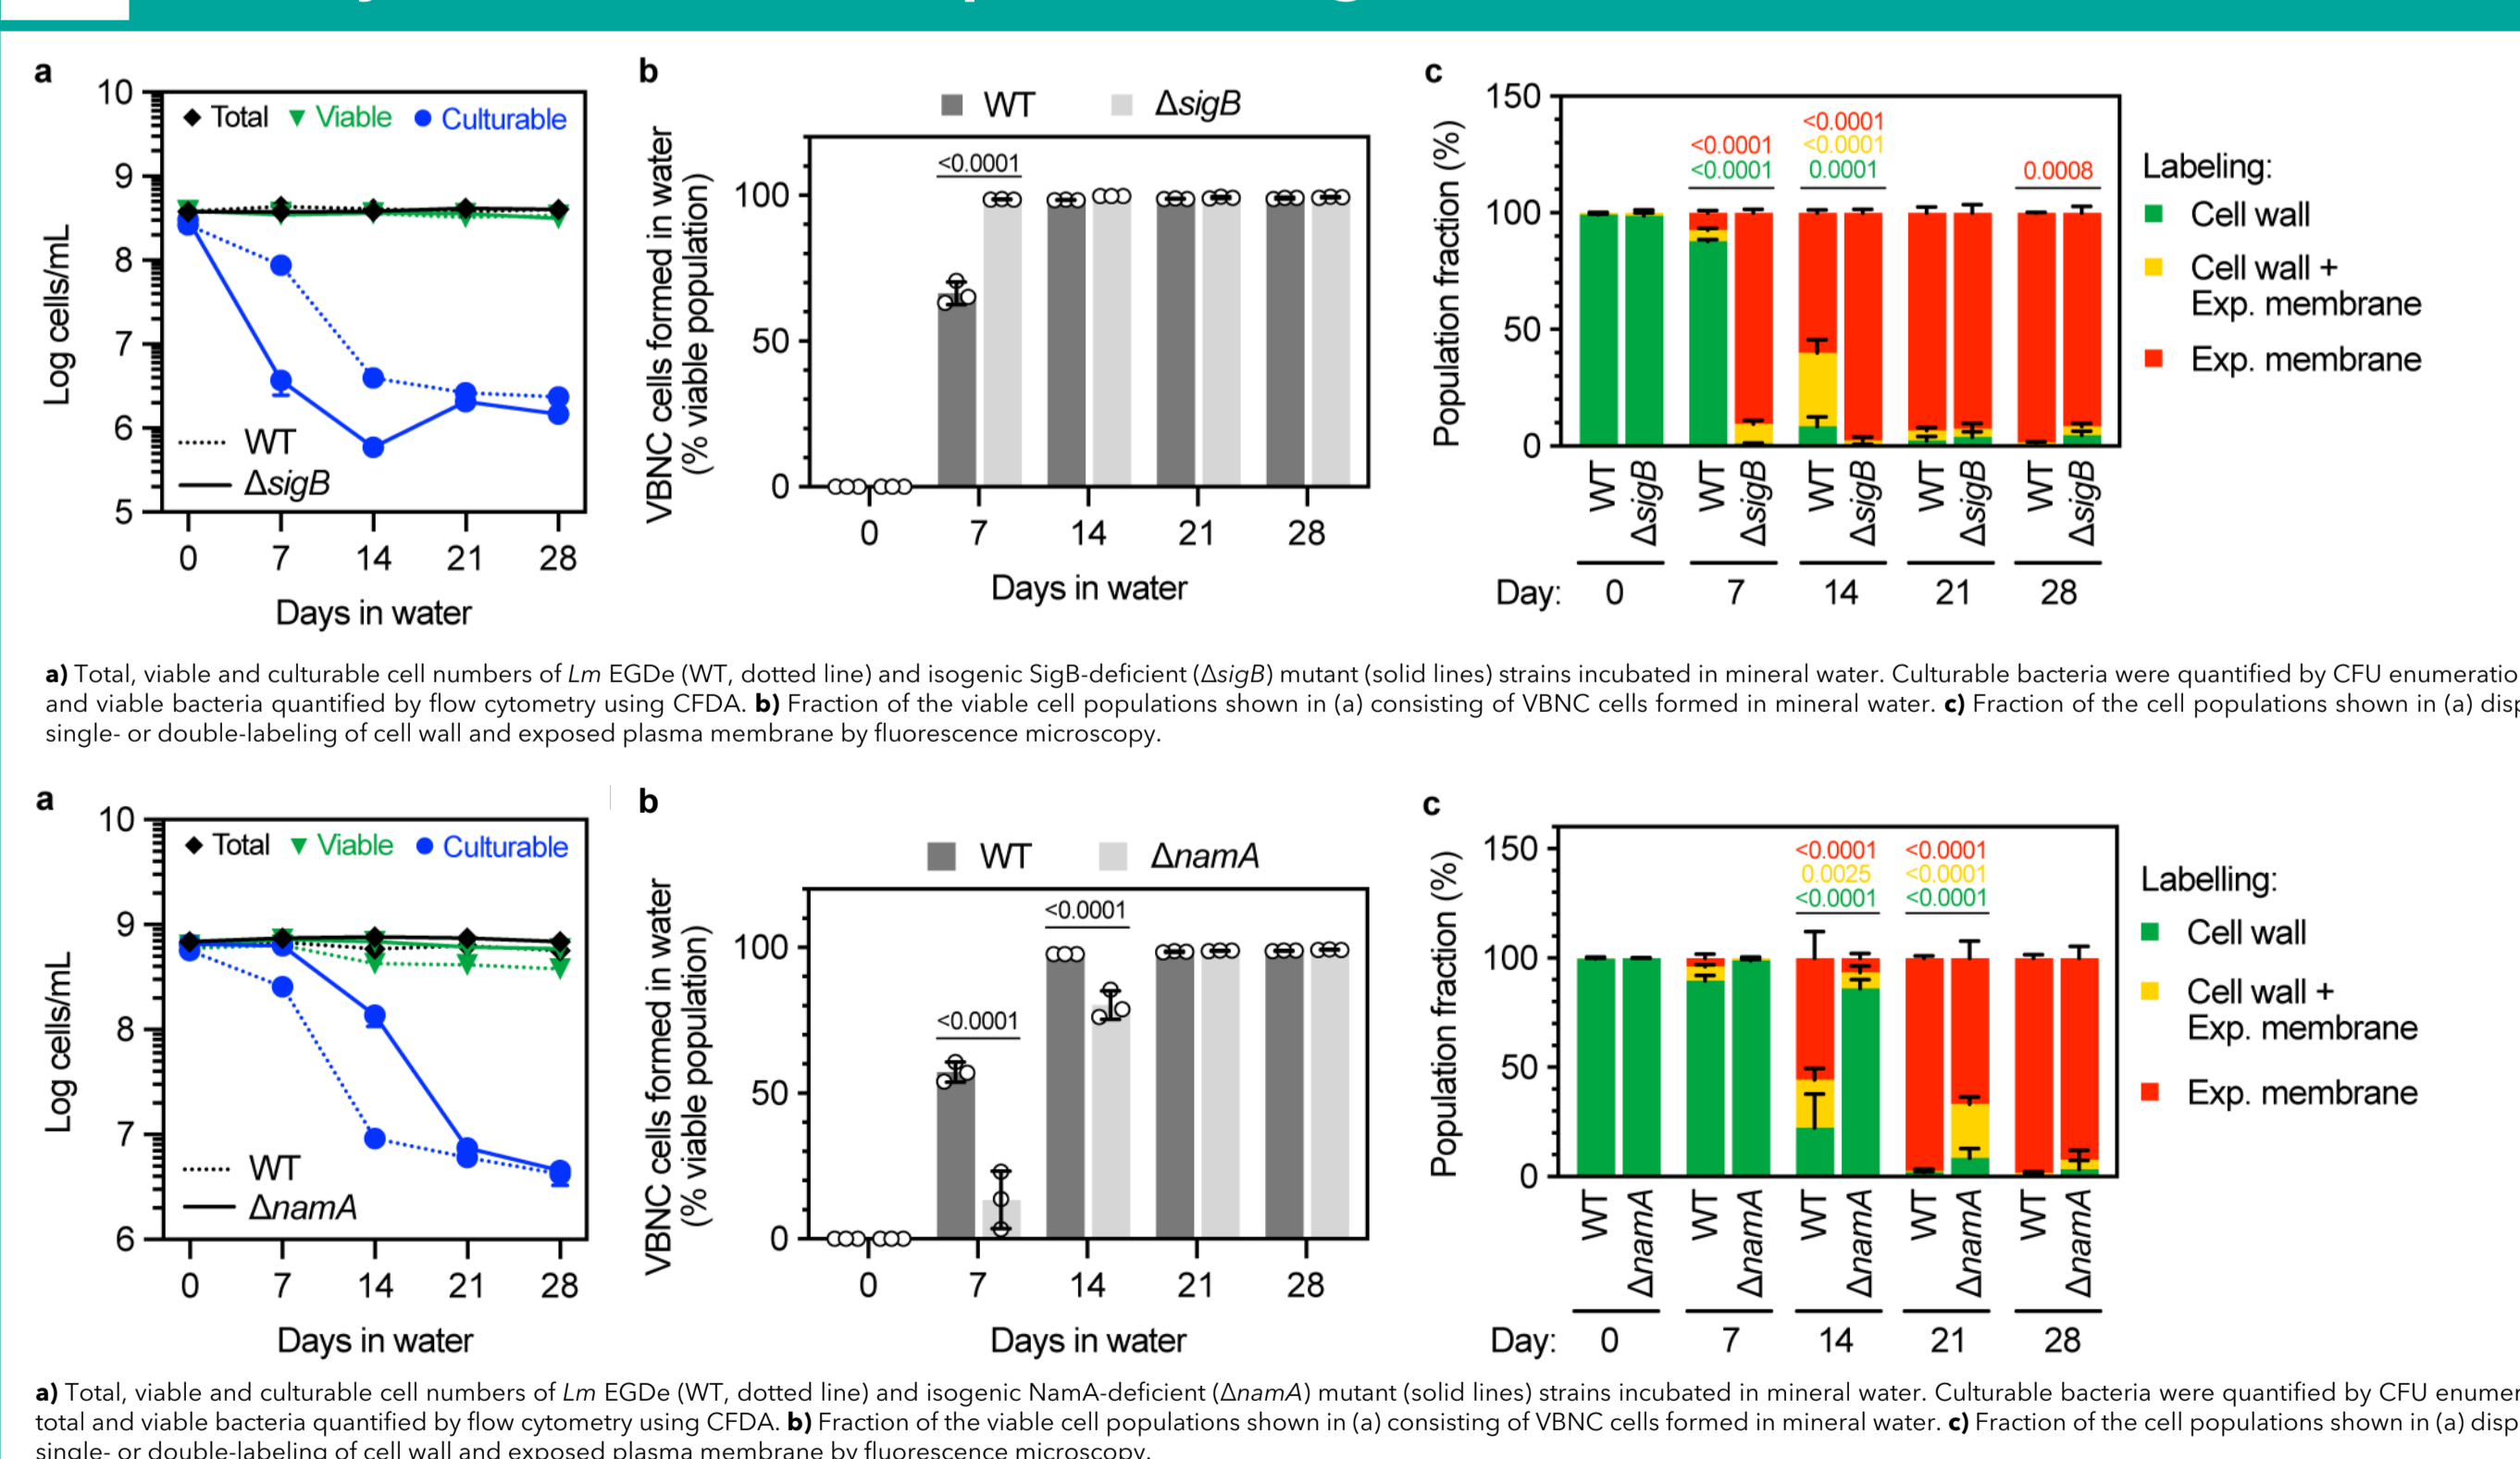 a
10
9
8
7
6
5
Log cells/mL
Total Viable Culturable
WT
ΔsigB
0 7 14 21 28
Days in water
b
WT ΔsigB
VBNC cells formed in water
(% viable population)
100
50
0
<0.0001
0 7 14 21 28
Days in water
c
150
100
50
0
Population fraction (%)
<0.0001
<0.0001
<0.0001
<0.0001
0.0001
0.0008
WT ΔsigB WT ΔsigB WT ΔsigB WT ΔsigB WT ΔsigB
Day: 0 7 14 21 28
Labeling:
Cell wall
Cell wall +
Exp. membrane
Exp. membrane
a) Total, viable and culturable cell numbers of Lm EGDe (WT, dotted line) and isogenic SigB-deficient (ΔsigB) mutant (solid lines) strains incubated in mineral water. Culturable bacteria were quantified by CFU enumeratio
and viable bacteria quantified by flow cytometry using CFDA. b) Fraction of the viable cell populations shown in (a) consisting of VBNC cells formed in mineral water. c) Fraction of the cell populations shown in (a) disp
single- or double-labeling of cell wall and exposed plasma membrane by fluorescence microscopy.
a
10
9
8
7
6
Log cells/mL
Total Viable Culturable
WT
ΔnamA
0 7 14 21 28
Days in water
b
WT ΔnamA
VBNC cells formed in water
(% viable population)
100
50
0
<0.0001
<0.0001
0 7 14 21 28
Days in water
c
150
100
50
0
Population fraction (%)
<0.0001 <0.0001
0.0025 <0.0001
<0.0001 <0.0001
WT ΔnamA WT ΔnamA WT ΔnamA WT ΔnamA WT ΔnamA
Day: 0 7 14 21 28
Labelling:
Cell wall
Cell wall +
Exp. membrane
Exp. membrane
a) Total, viable and culturable cell numbers of Lm EGDe (WT, dotted line) and isogenic NamA-deficient (ΔnamA) mutant (solid lines) strains incubated in mineral water. Culturable bacteria were quantified by CFU enumer
total and viable bacteria quantified by flow cytometry using CFDA. b) Fraction of the viable cell populations shown in (a) consisting of VBNC cells formed in mineral water. c) Fraction of the cell populations shown in (a) disp
single- or double-labeling of cell wall and exposed plasma membrane by fluorescence microscopy.